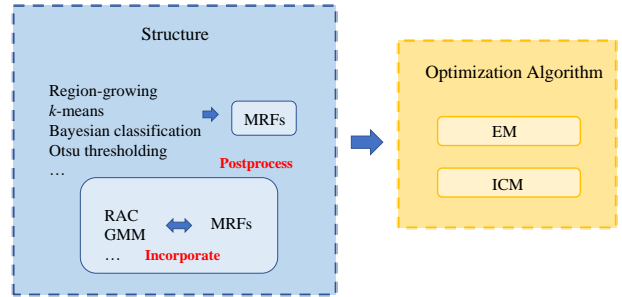 Structure
Region-growing
k-means
Bayesian classification
Otsu thresholding
…
MRFs
Postprocess
RAC
GMM
…
MRFs
Incorporate
Optimization Algorithm
EM
ICM